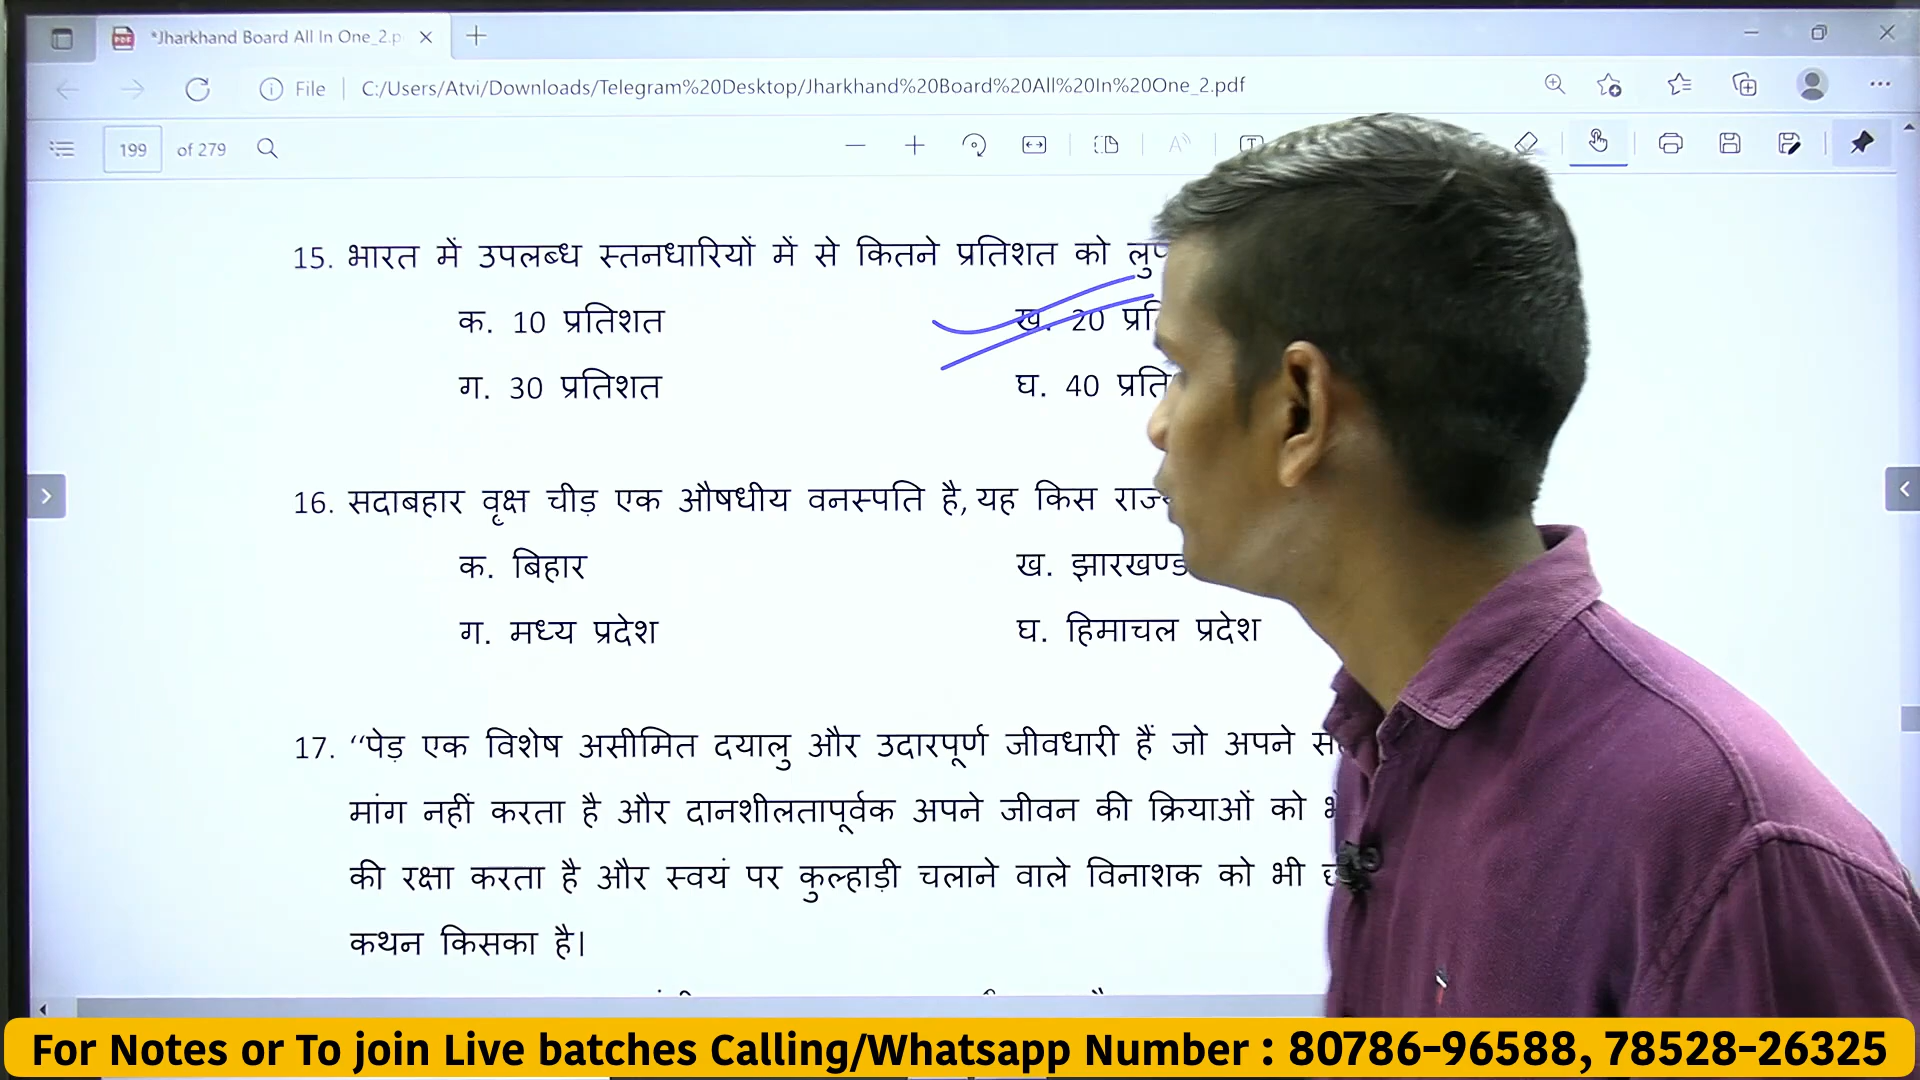 *Jharkhand Board All In One_2.p
File
C:/Users/Atvi/Downloads/Telegram%20Desktop/Jharkhand%20Board%20All%20In%20One_2.pdf
199 of 279
15. भारत में उपलब्ध स्तनधारियों में से कितने प्रतिशत को
क. 10 प्रतिशत
ख. 20
ग. 30 प्रतिशत
घ. 40
16. सदाबहार वृक्ष चीड़ एक औषधीय वनस्पति है, यह किस
क. बिहार
ख. झारखण्ड
ग. मध्य प्रदेश
घ. हिमाचल प्रदेश
17. ‘‘पेड़ एक विशेष असीमित दयालु और उदारपूर्ण जीवधारी हैं जो अपने
मांग नहीं करता है और दानशीलतापूर्वक अपने जीवन की क्रियाओं को
की रक्षा करता है और स्वयं पर कुल्हाड़ी चलाने वाले विनाशक को भी
कथन किसका है।
For Notes or To join Live batches Calling/Whatsapp Number : 80786-96588, 78528-26325